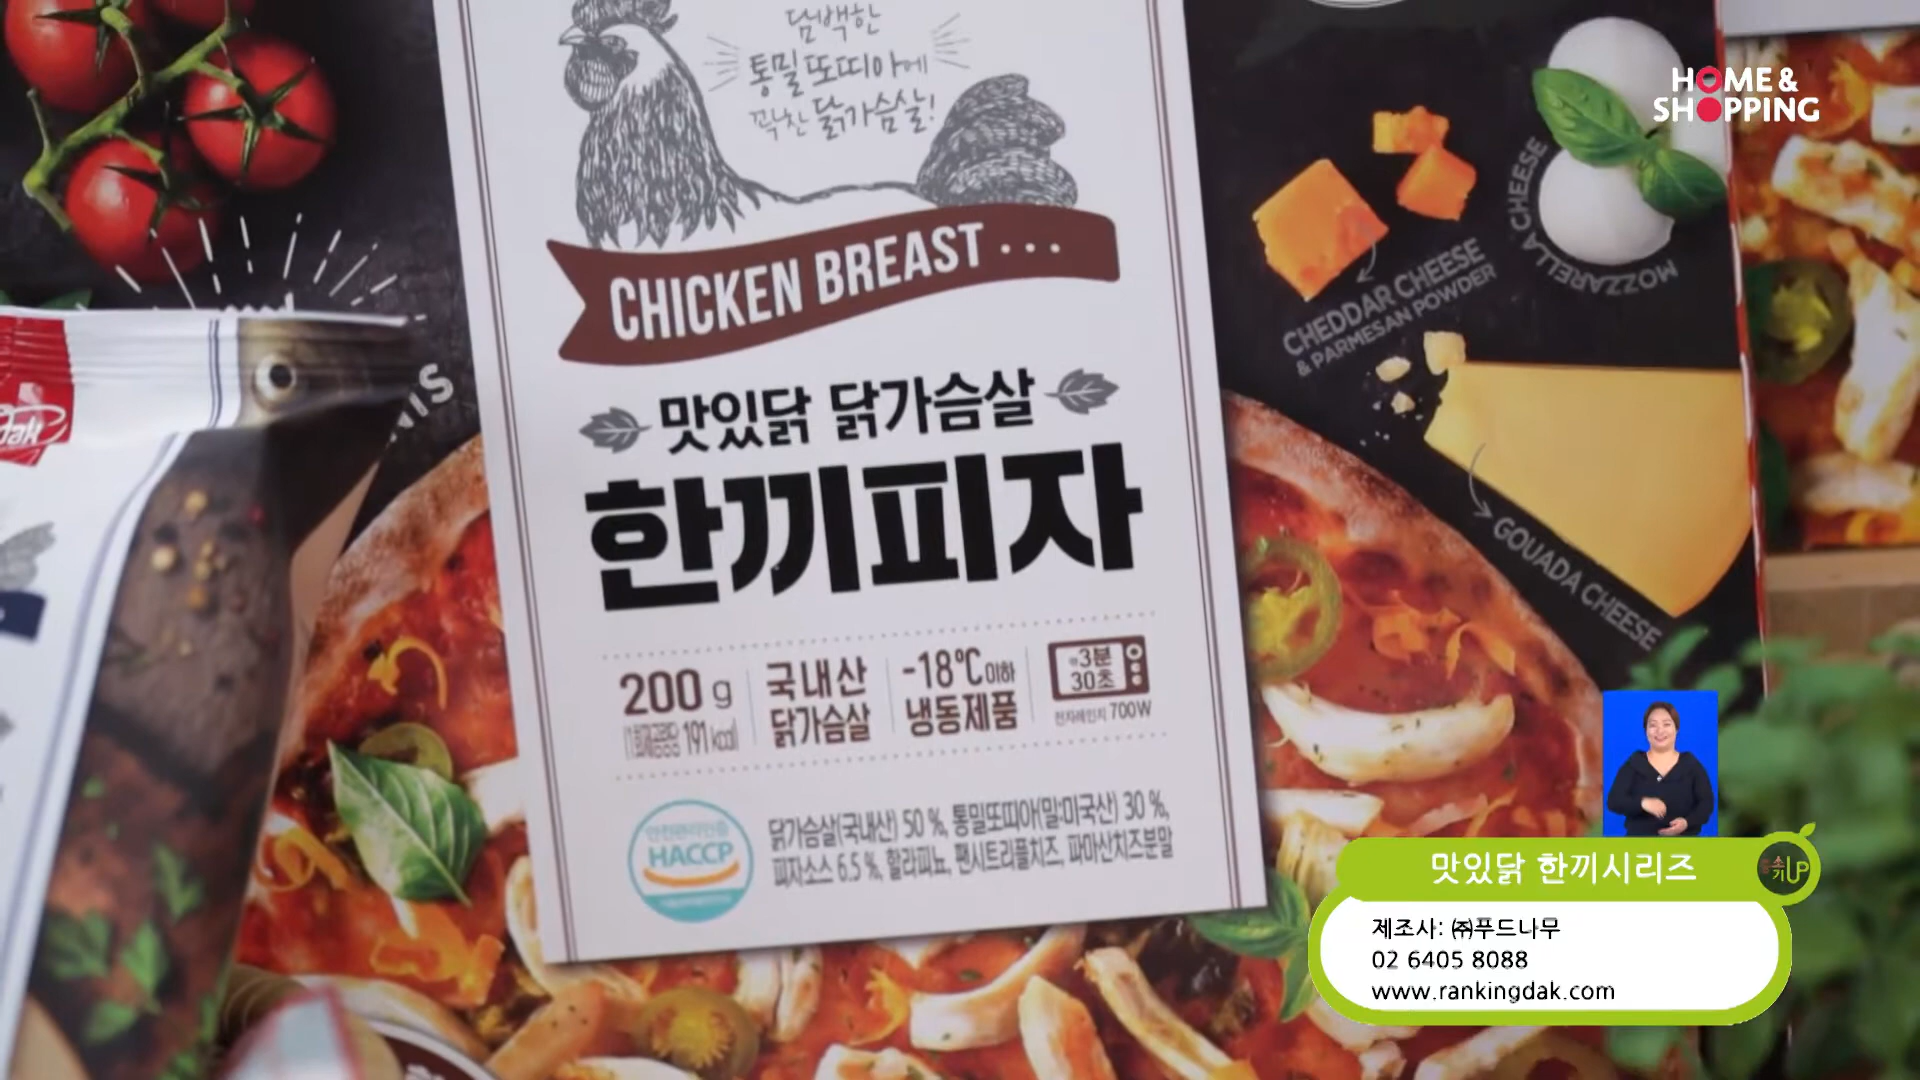 담백한
통밀또띠아에
꽉찬 닭가슴살!
HOME&
SHOPPING
CHICKEN BREAST ...
CHEDDAR CHEESE
& PARMESAN POWDER
MOZZARELLA CHEESE
맛있닭 닭가슴살
한끼피자
GOUADA CHEESE
200 g
191 kcal
국내산
닭가슴살
-18℃이하
냉동제품
3분
30초
전자레인지 700W
HACCP
닭가슴살(국내산) 50 %, 통밀또띠아(밀:미국산) 30 %,
피자소스 6.5 %, 할라피뇨, 팬시트리플치즈, 파마산치즈분말
맛있닭 한끼시리즈
제조사: ㈜푸드나무
02 6405 8088
www.rankingdak.com